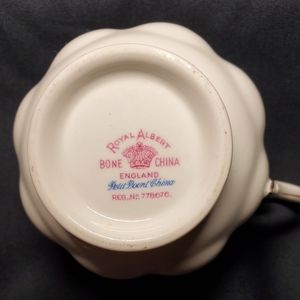 ROYAL ALBERT
BONE CHINA
ENGLAND
Petit Point China
REG. No. 778676.